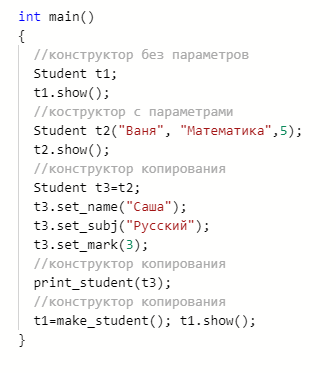 int main()
{
//конструктор без параметров
Student t1;
t1.show();
//коструктор с параметрами
Student t2("Ваня", "Математика",5);
t2.show();
//конструктор копирования
Student t3=t2;
t3.set_name("Саша");
t3.set_subj("Русский");
t3.set_mark(3);
//конструктор копирования
print_student(t3);
//конструктор копирования
t1=make_student(); t1.show();
}